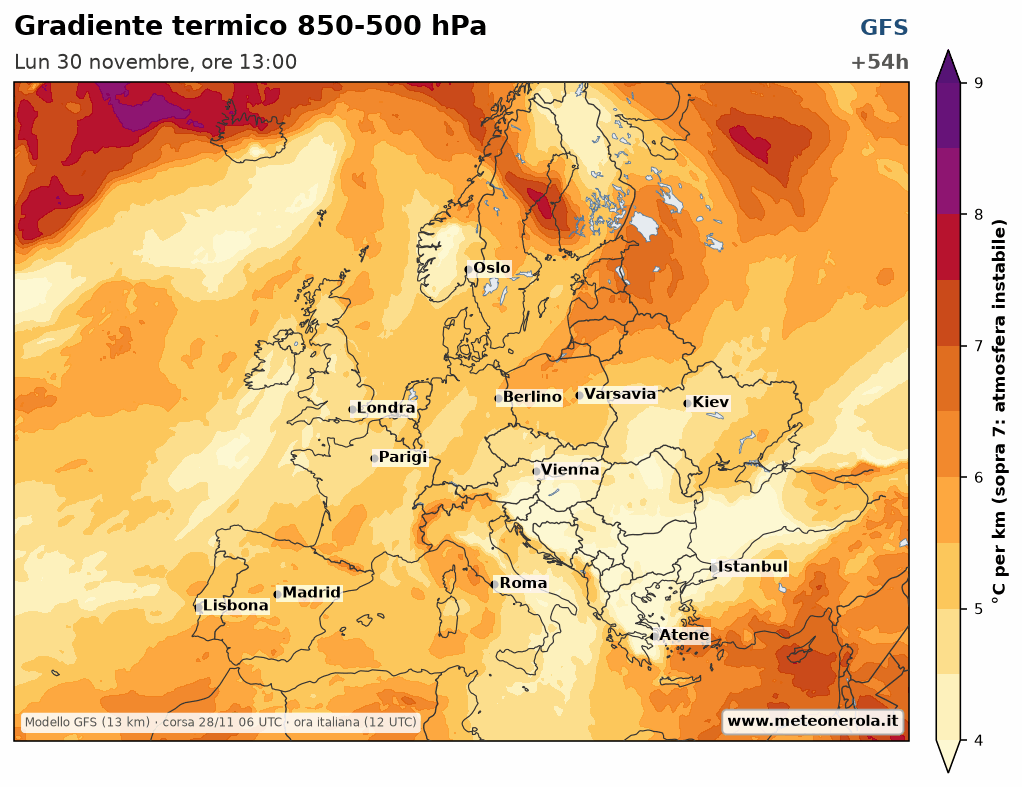 Gradiente termico 850-500 hPa
GFS
Lun 30 novembre, ore 13:00
+54h
9
8
7
6
5
4
°C per km (sopra 7: atmosfera instabile)
Oslo
Berlino
Varsavia
Kiev
Londra
Parigi
Vienna
Istanbul
Roma
Madrid
Lisbona
Atene
Modello GFS (13 km) · corsa 28/11 06 UTC · ora italiana (12 UTC)
www.meteonerola.it